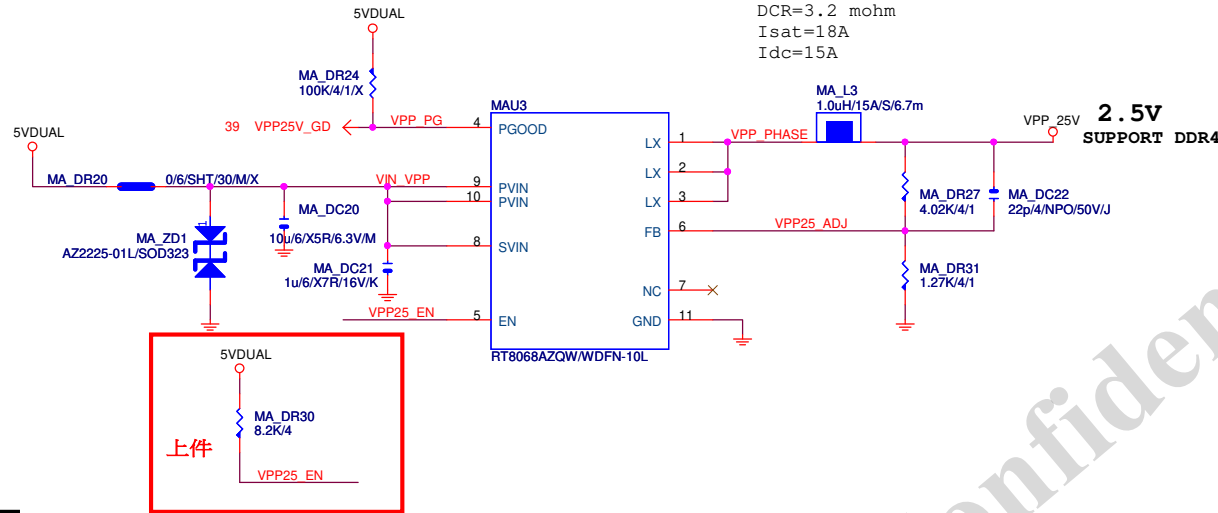 DCR=3.2 mohm
Isat=18A
Idc=15A
5VDUAL
MA_DR24
100K/4/1/X
39 VPP25V_GD
VPP_PG
4
PGOOD
MAU3
5VDUAL
MA_DR20
0/6/SHT/30/M/X
VIN_VPP
9
PVIN
10
PVIN
8
SVIN
5
EN
1
MA_ZD1
AZ2225-01L/SOD323
MA_DC20
10u/6/X5R/6.3V/M
MA_DC21
1u/6/X7R/16V/K
VPP25_EN
LX
1
LX
2
LX
3
FB
6
NC
7
GND
11
RT8068AZQW/WDFN-10L
VPP_PHASE
MA_L3
1.0uH/15A/S/6.7m
VPP_25V
2.5V
SUPPORT DDR4
MA_DR27
4.02K/4/1
MA_DC22
22p/4/NPO/50V/J
VPP25_ADJ
MA_DR31
1.27K/4/1
5VDUAL
MA_DR30
8.2K/4
上件
VPP25_EN